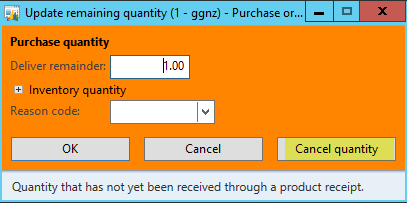 Update remaining quantity (1 - ggnz) - Purchase or...
Purchase quantity
Deliver remainder: 1.00
Inventory quantity
Reason code:
OK Cancel Cancel quantity
Quantity that has not yet been received through a product receipt.